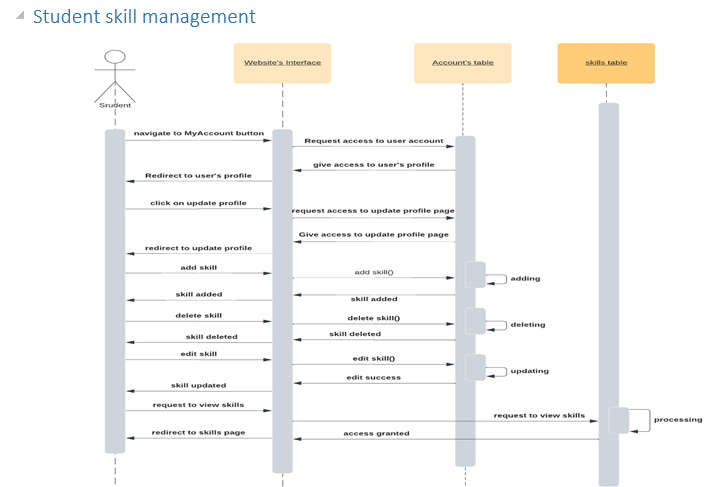 Student skill management
Website's Interface
Account's table
skills table
Srudent
navigate to MyAccount button
Request access to user account
give access to user's profile
Redirect to user's profile
click on update profile
request access to update profile page
Give access to update profile page
redirect to update profile
add skill
add skill()
adding
skill added
skill added
delete skill
delete skill()
deleting
skill deleted
skill deleted
edit skill
edit skill()
updating
edit success
skill updated
request to view skills
request to view skills
processing
redirect to skills page
access granted